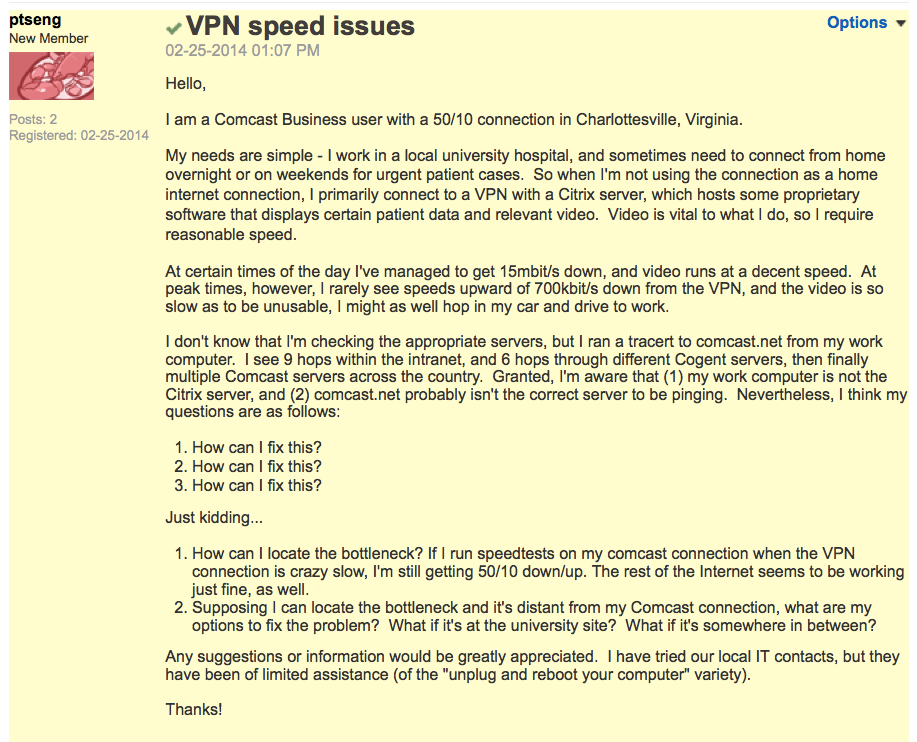 ptseng
New Member
Posts: 2
Registered: 02-25-2014
VPN speed issues
Options
02-25-2014 01:07 PM
Hello,
I am a Comcast Business user with a 50/10 connection in Charlottesville, Virginia.
My needs are simple - I work in a local university hospital, and sometimes need to connect from home
overnight or on weekends for urgent patient cases.  So when I'm not using the connection as a home
internet connection, I primarily connect to a VPN with a Citrix server, which hosts some proprietary
software that displays certain patient data and relevant video.  Video is vital to what I do, so I require
reasonable speed.
At certain times of the day I've managed to get 15mbit/s down, and video runs at a decent speed.  At
peak times, however, I rarely see speeds upward of 700kbit/s down from the VPN, and the video is so
slow as to be unusable, I might as well hop in my car and drive to work.
I don't know that I'm checking the appropriate servers, but I ran a tracert to comcast.net from my work
computer.  I see 9 hops within the intranet, and 6 hops through different Cogent servers, then finally
multiple Comcast servers across the country.  Granted, I'm aware that (1) my work computer is not the
Citrix server, and (2) comcast.net probably isn't the correct server to be pinging.  Nevertheless, I think my
questions are as follows:
1. How can I fix this?
2. How can I fix this?
3. How can I fix this?
Just kidding...
1. How can I locate the bottleneck? If I run speedtests on my comcast connection when the VPN
connection is crazy slow, I'm still getting 50/10 down/up. The rest of the Internet seems to be working
just fine, as well.
2. Supposing I can locate the bottleneck and it's distant from my Comcast connection, what are my
options to fix the problem?  What if it's at the university site?  What if it's somewhere in between?
Any suggestions or information would be greatly appreciated.  I have tried our local IT contacts, but they
have been of limited assistance (of the "unplug and reboot your computer" variety).
Thanks!